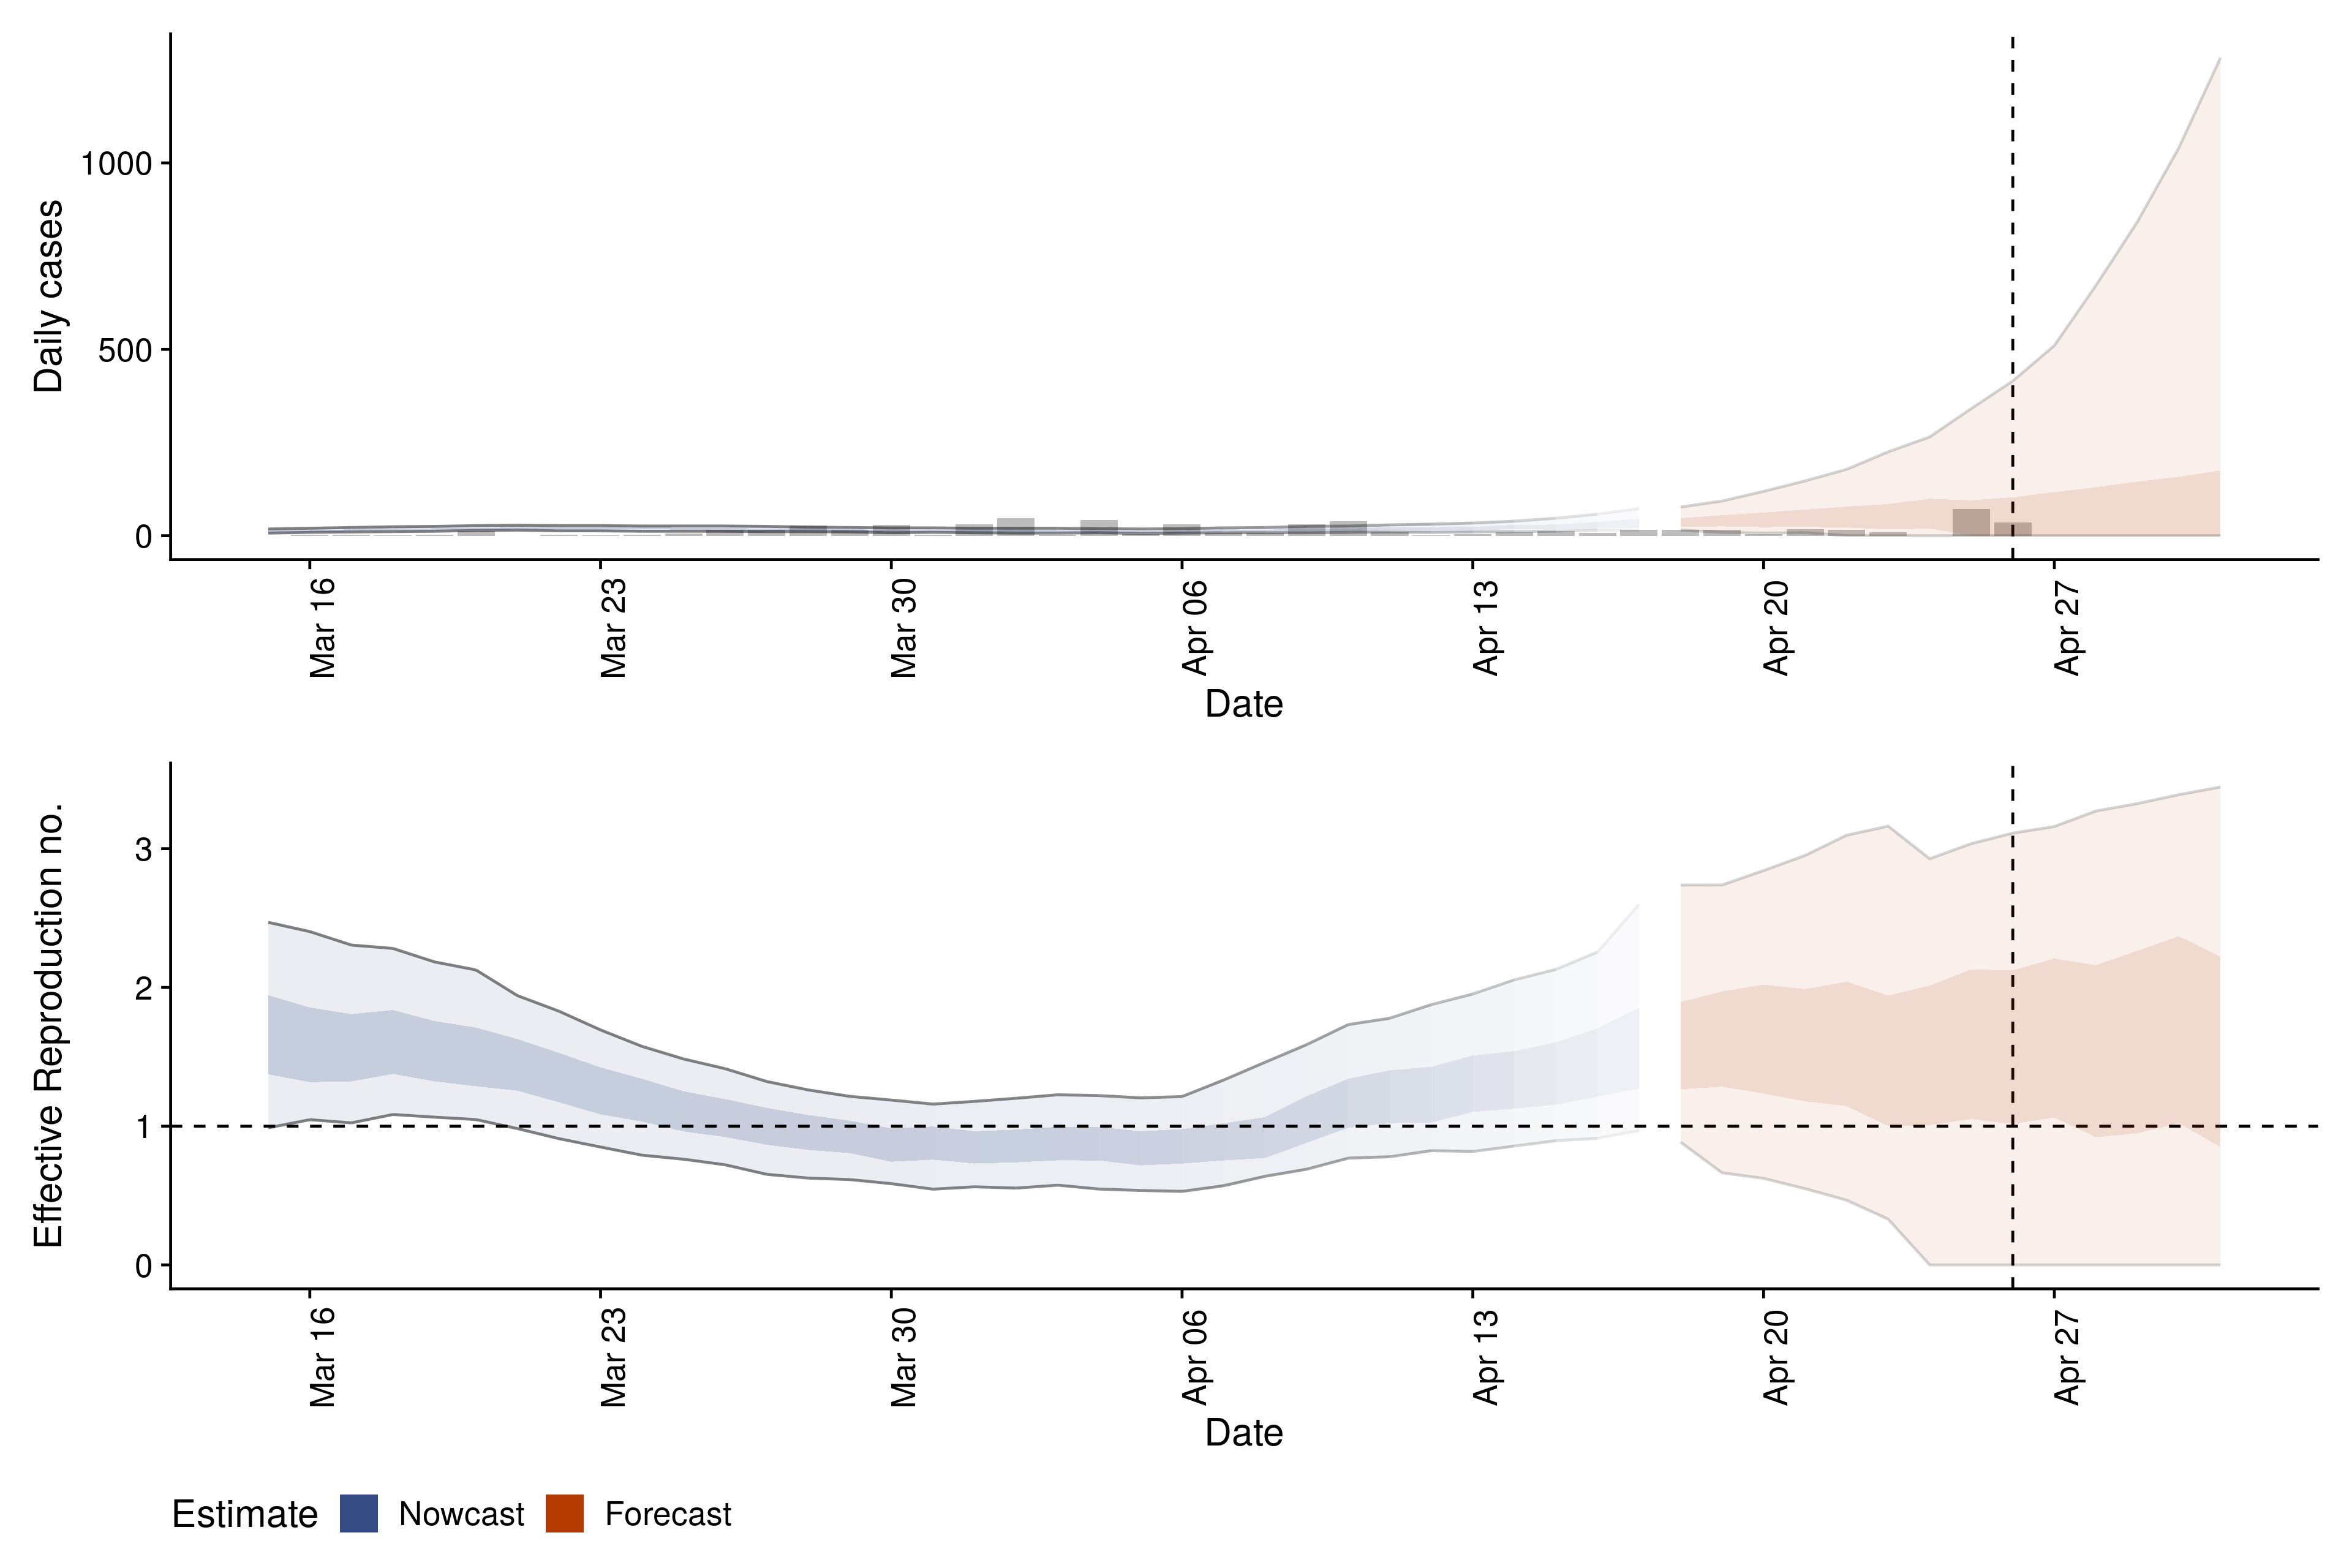 Daily cases
1000
500
0
Mar 16
Mar 23
Mar 30
Apr 06
Apr 13
Apr 20
Apr 27
Date
Effective Reproduction no.
3
2
1
0
Mar 16
Mar 23
Mar 30
Apr 06
Apr 13
Apr 20
Apr 27
Date
Estimate Nowcast Forecast